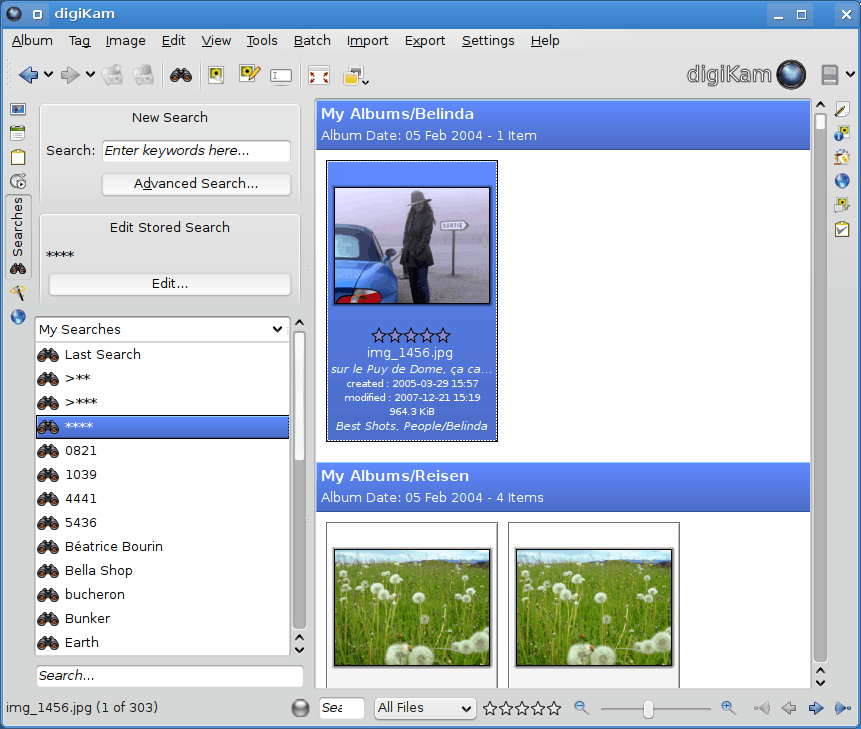 digiKam
Album Tag Image Edit View Tools Batch Import Export Settings Help
digiKam
New Search
Search: Enter keywords here...
Advanced Search...
Edit Stored Search
****
Edit...
Searches
My Searches
Last Search
>**
>***
****
0821
1039
4441
5436
Béatrice Bourin
Bella Shop
bucheron
Bunker
Earth
Search...
My Albums/Belinda
Album Date: 05 Feb 2004 - 1 Item
SORTIE
img_1456.jpg
sur le Puy de Dome, ça ca...
created : 2005-03-29 15:57
modified : 2007-12-21 15:19
964.3 KiB
Best Shots, People/Belinda
My Albums/Reisen
Album Date: 05 Feb 2004 - 4 Items
img_1456.jpg (1 of 303)
Sea
All Files